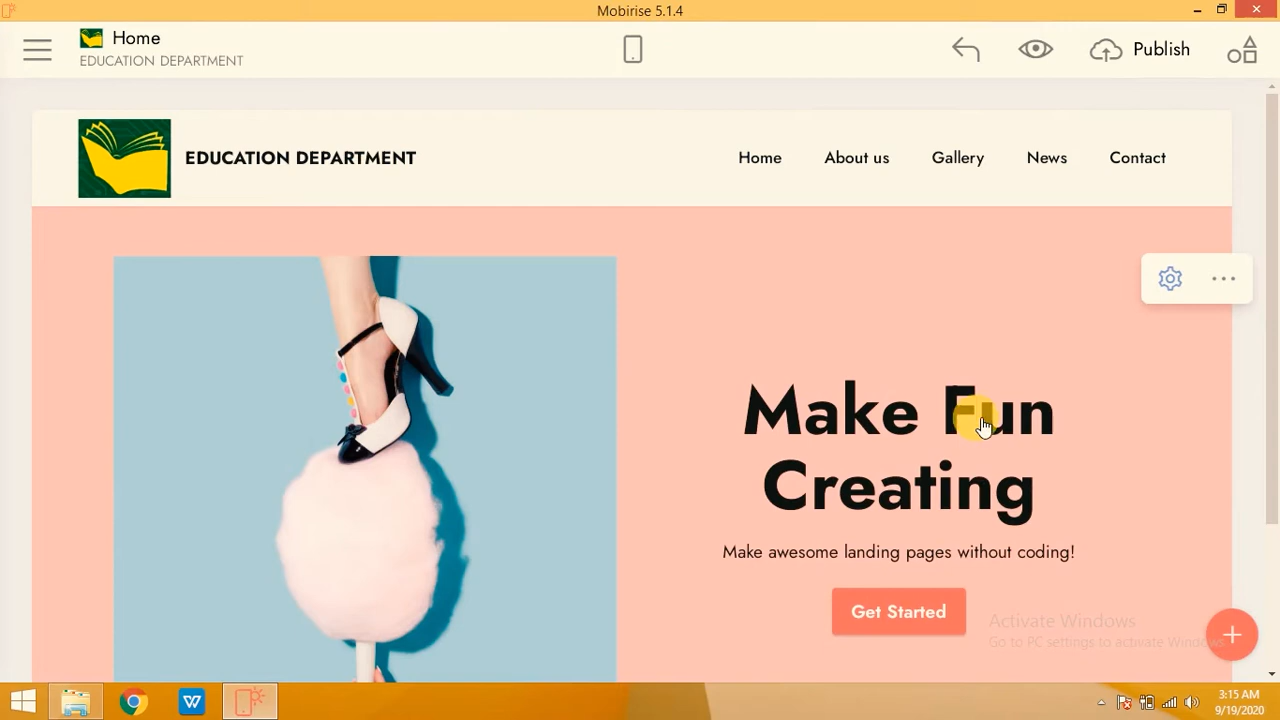 Mobirise 5.1.4
Home
EDUCATION DEPARTMENT
Publish
EDUCATION DEPARTMENT
Home
About us
Gallery
News
Contact
Make Fun
Creating
Make awesome landing pages without coding!
Get Started
Activate Windows
Go to PC settings to activate Windows.
3:15 AM
9/19/2020